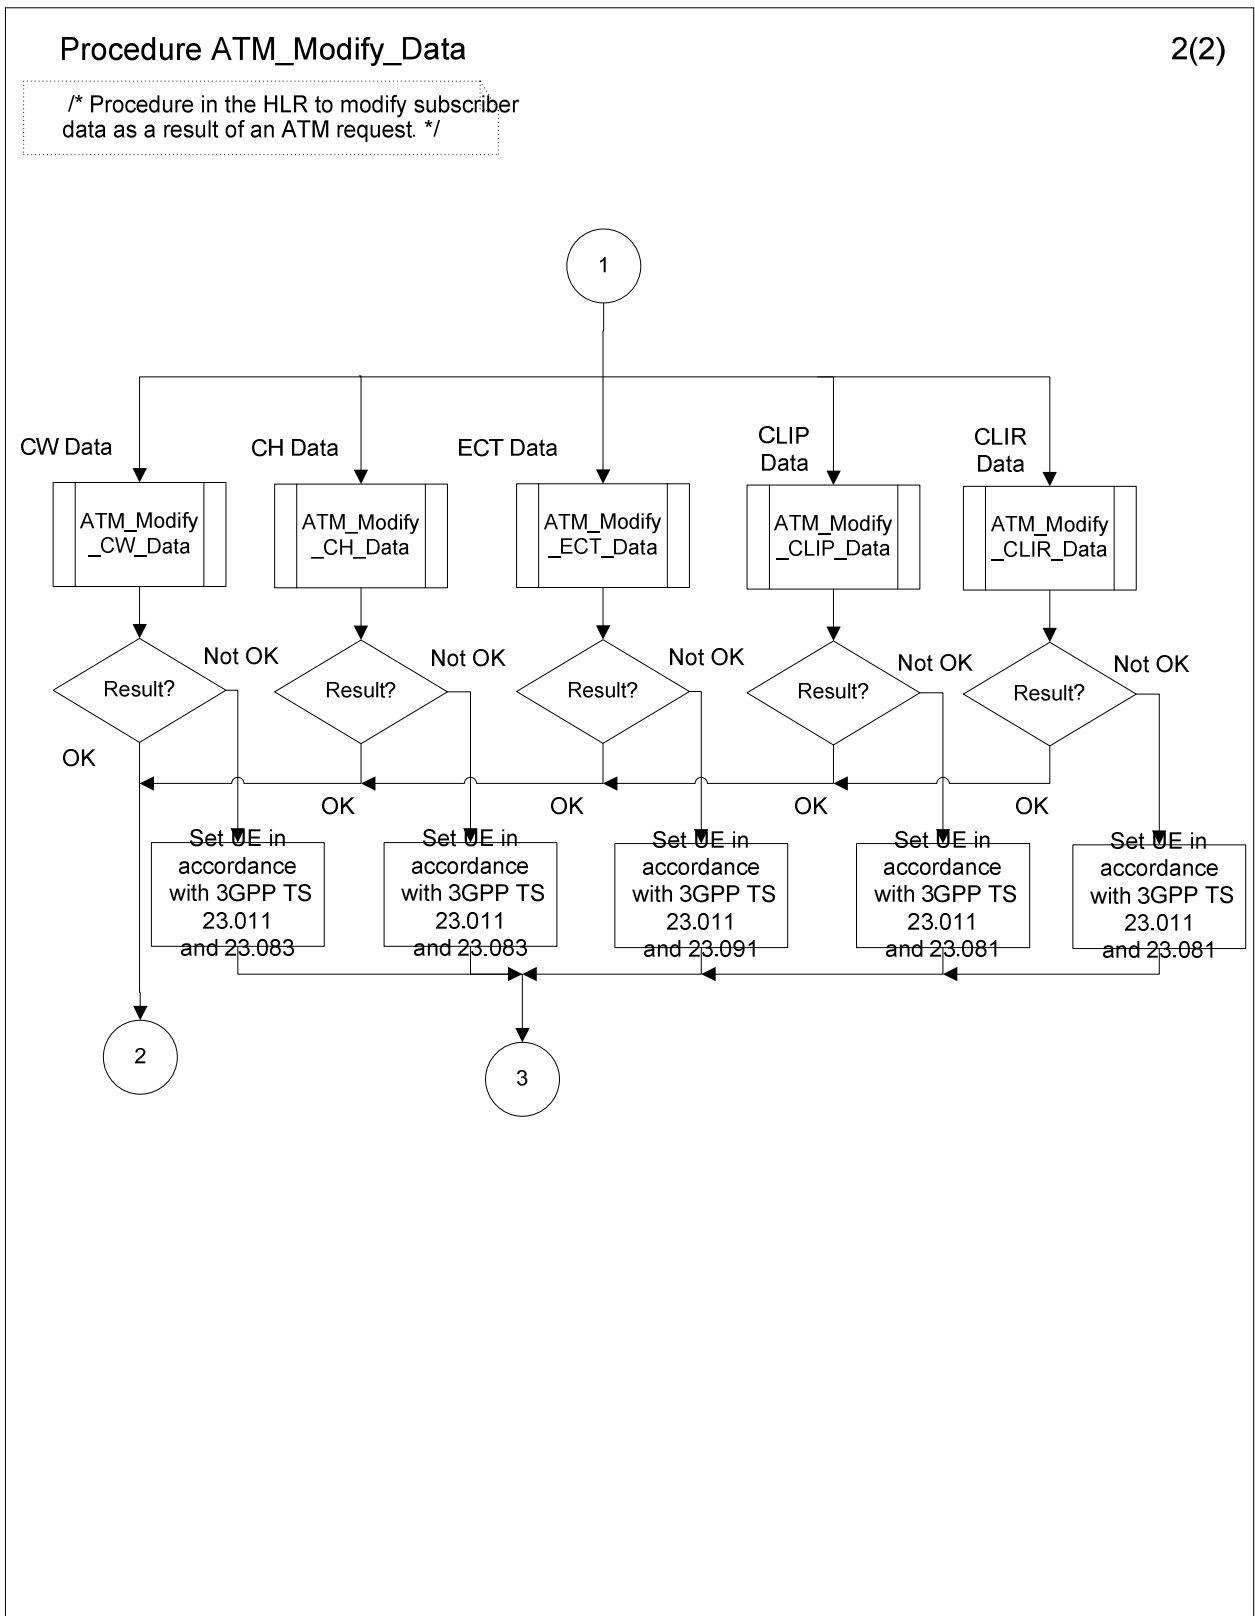 Procedure ATM_Modify_Data
2(2)
/* Procedure in the HLR to modify subscriber
data as a result of an ATM request. */
1
CW Data
CH Data
ECT Data
CLIP
Data
CLIR
Data
ATM_Modify
_CW_Data
ATM_Modify
_CH_Data
ATM_Modify
_ECT_Data
ATM_Modify
_CLIP_Data
ATM_Modify
_CLIR_Data
Result?
Not OK
Result?
Not OK
Result?
Not OK
Result?
Not OK
Result?
Not OK
OK
OK
OK
OK
OK
Set UE in
accordance
with 3GPP TS
23.011
and 23.083
Set UE in
accordance
with 3GPP TS
23.011
and 23.083
Set UE in
accordance
with 3GPP TS
23.011
and 23.091
Set UE in
accordance
with 3GPP TS
23.011
and 23.081
Set UE in
accordance
with 3GPP TS
23.011
and 23.081
2
3